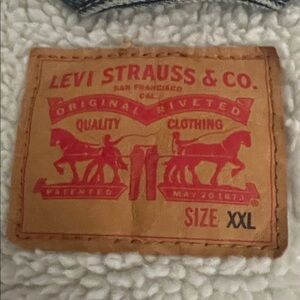 LEVI STRAUSS & CO.
SAN FRANCISCO
CAL.
ORIGINAL RIVETED
QUALITY CLOTHING
PATENTED MAY 20 1873
SIZE XXL